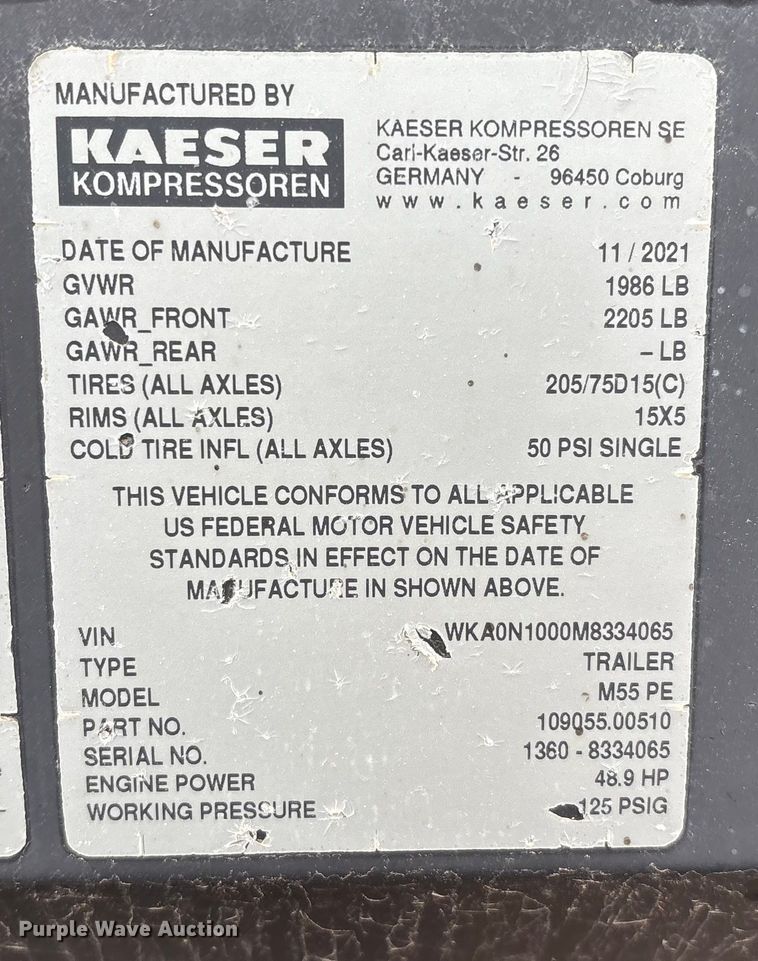 MANUFACTURED BY
KAESER
KOMPRESSOREN
KAESER KOMPRESSOREN SE
Carl-Kaeser-Str. 26
GERMANY - 96450 Coburg
www.kaeser.com
DATE OF MANUFACTURE 11 / 2021
GVWR 1986 LB
GAWR_FRONT 2205 LB
GAWR_REAR – LB
TIRES (ALL AXLES) 205/75D15(C)
RIMS (ALL AXLES) 15X5
COLD TIRE INFL (ALL AXLES) 50 PSI SINGLE
THIS VEHICLE CONFORMS TO ALL APPLICABLE
US FEDERAL MOTOR VEHICLE SAFETY
STANDARDS IN EFFECT ON THE DATE OF
MANUFACTURE IN SHOWN ABOVE.
VIN WKA0N1000M8334065
TYPE TRAILER
MODEL M55 PE
PART NO. 109055.00510
SERIAL NO. 1360 - 8334065
ENGINE POWER 48.9 HP
WORKING PRESSURE 125 PSIG
Purple Wave Auction